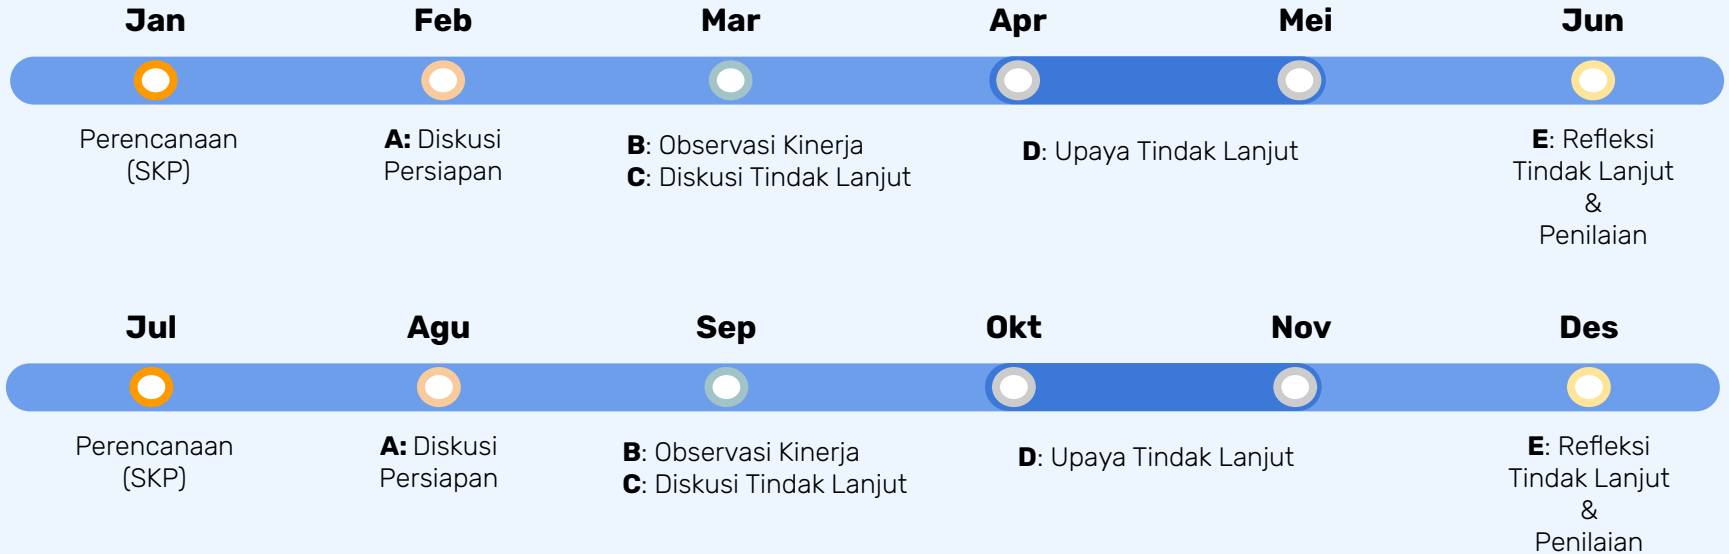 Jan Feb Mar Apr Mei Jun
Perencanaan
(SKP)
A: Diskusi
Persiapan
B: Observasi Kinerja
C: Diskusi Tindak Lanjut
D: Upaya Tindak Lanjut
E: Refleksi
Tindak Lanjut
&
Penilaian
Jul Agu Sep Okt Nov Des
Perencanaan
(SKP)
A: Diskusi
Persiapan
B: Observasi Kinerja
C: Diskusi Tindak Lanjut
D: Upaya Tindak Lanjut
E: Refleksi
Tindak Lanjut
&
Penilaian